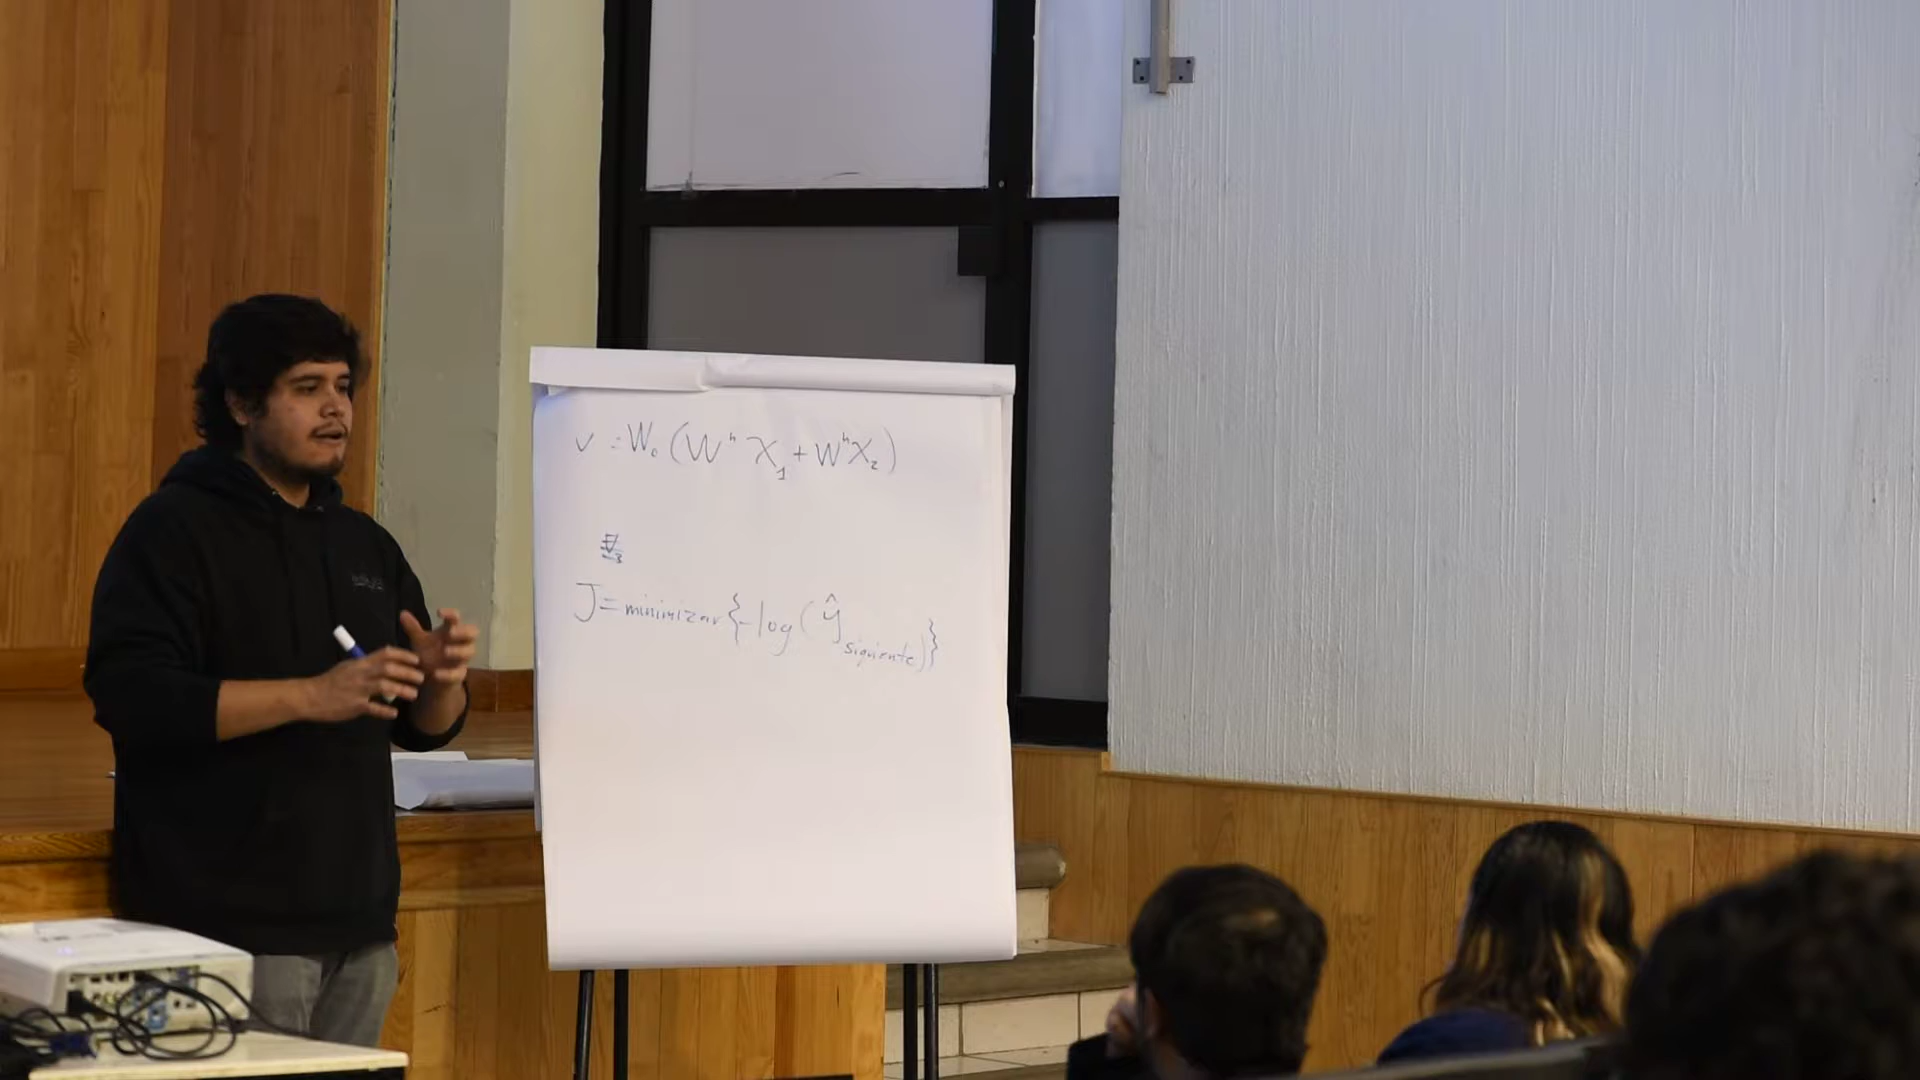 v = W₀ (Wʰ X₁ + Wʰ X₂)
J = minimizar {-log(ŷ siguiente)}